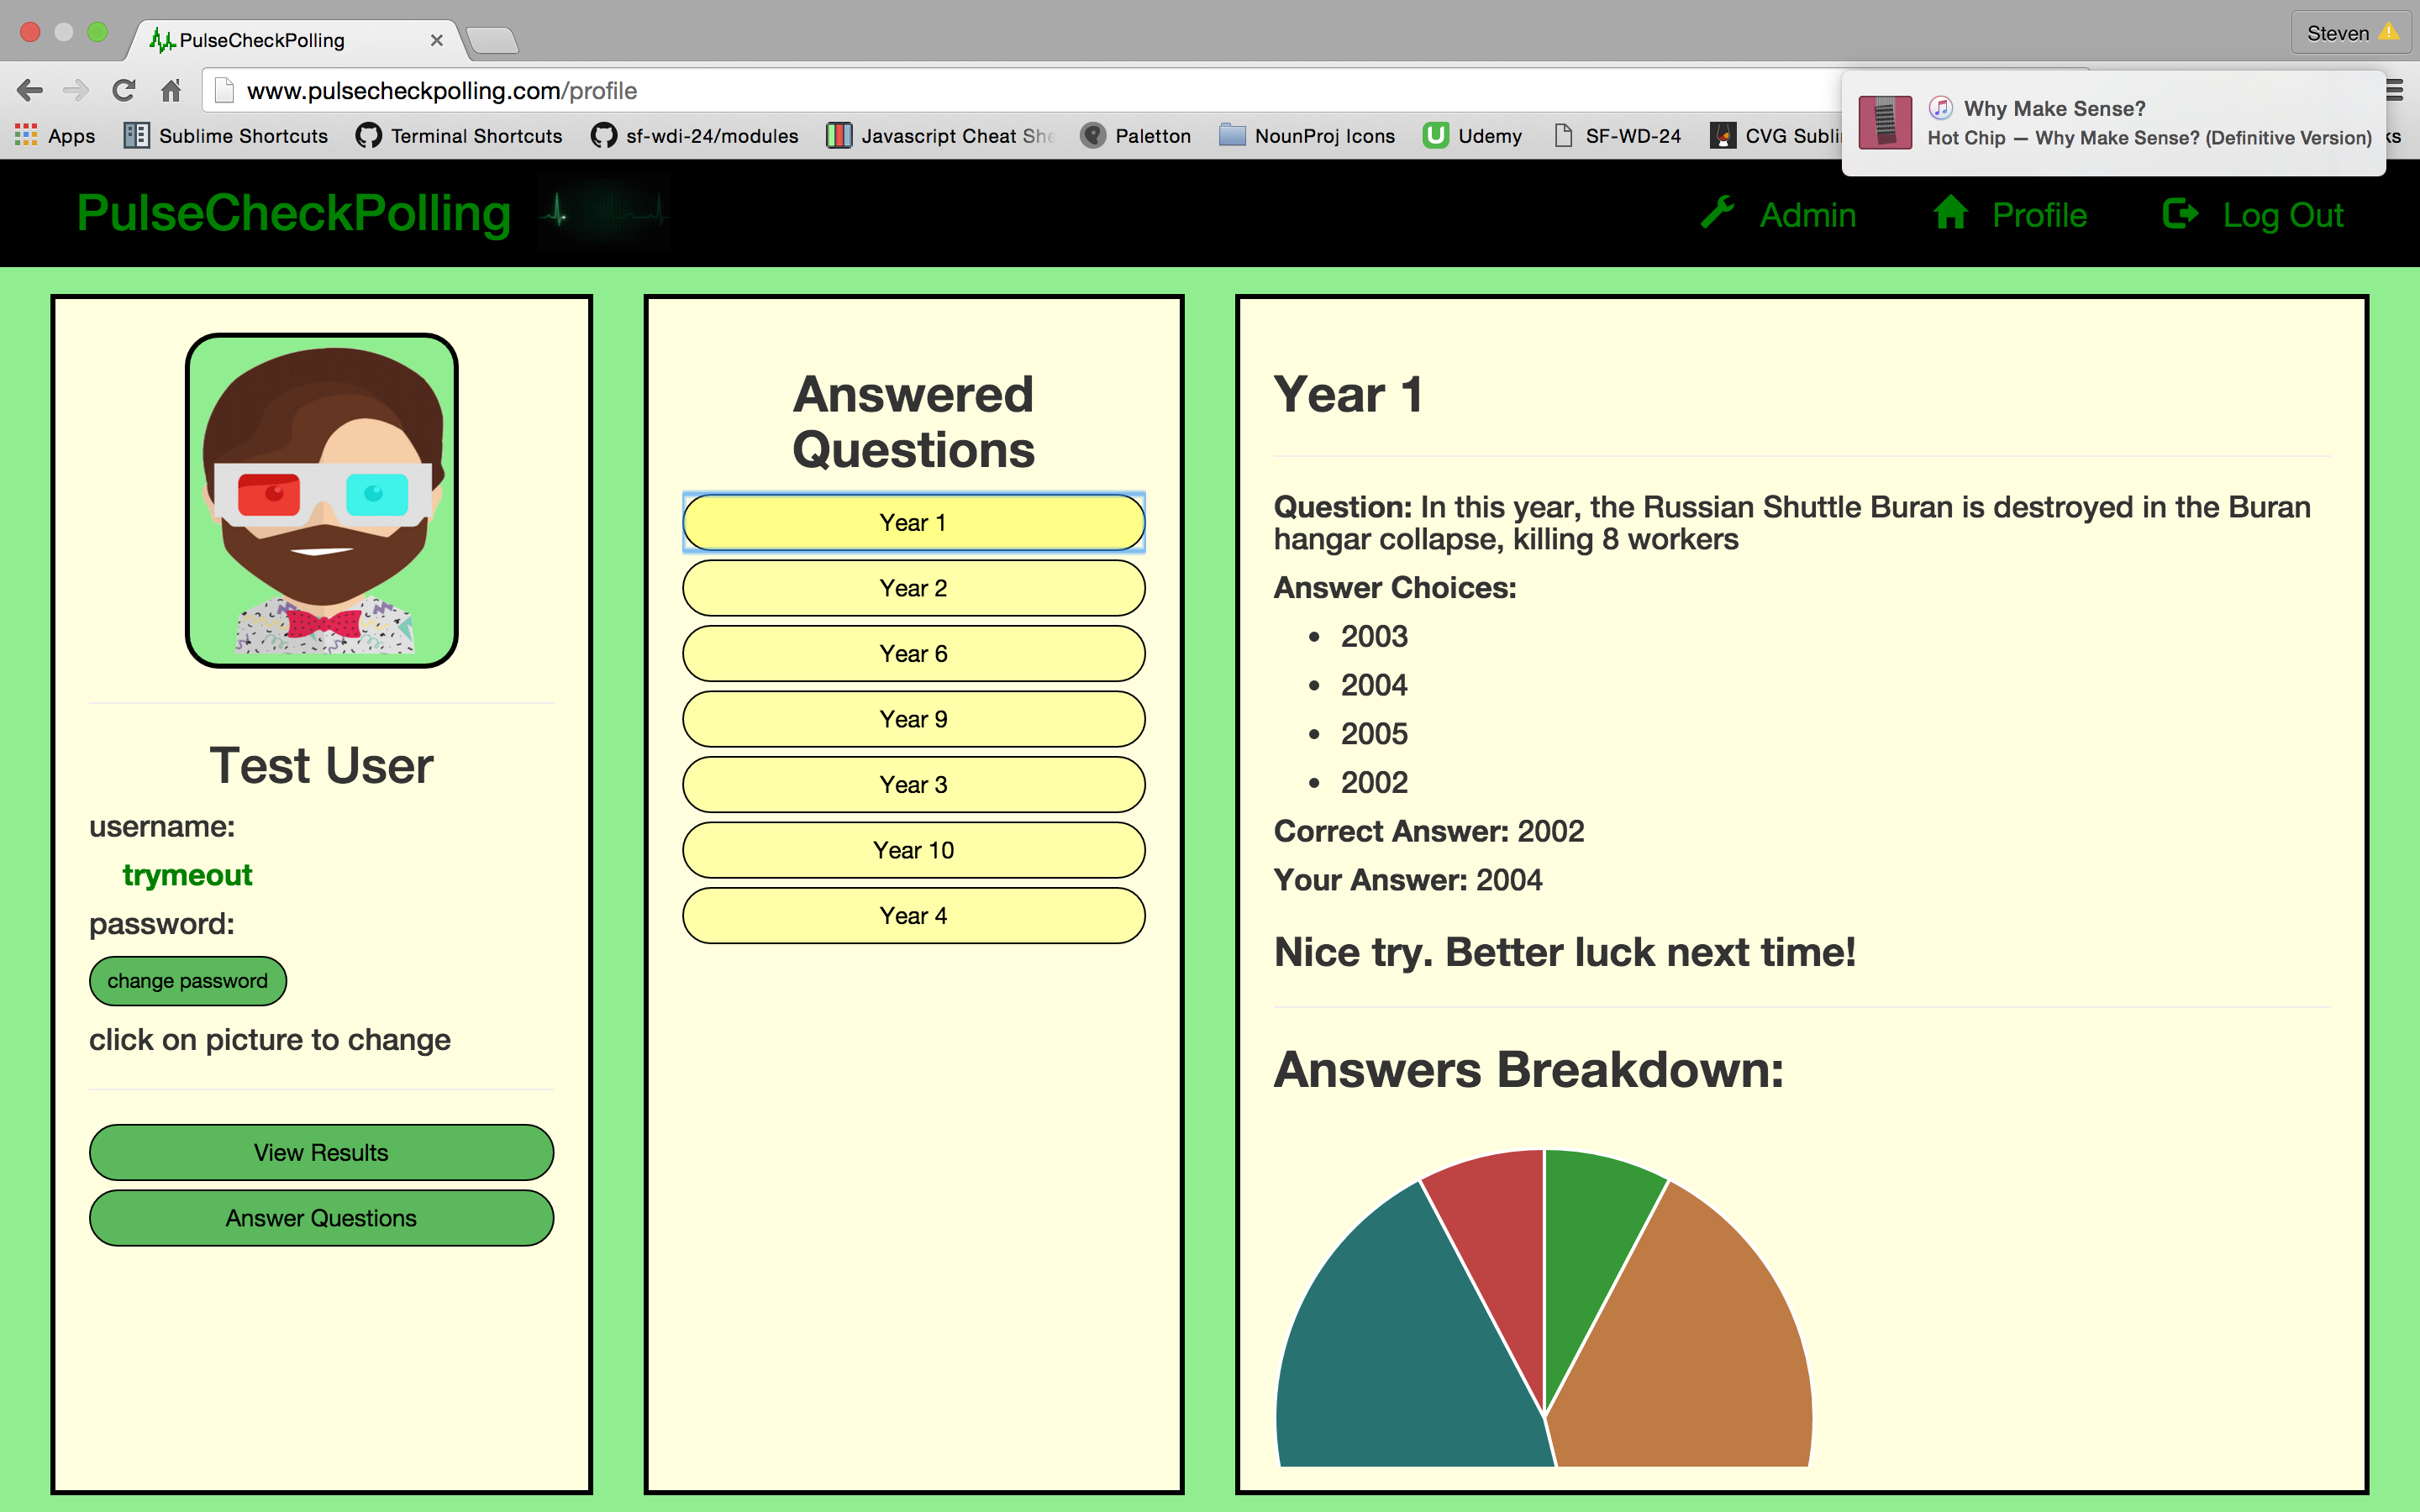 PulseCheckPolling
Steven
www.pulsecheckpolling.com/profile
Why Make Sense?
Hot Chip — Why Make Sense? (Definitive Version)
Apps
Sublime Shortcuts
Terminal Shortcuts
sf-wdi-24/modules
Javascript Cheat She
Paletton
NounProj Icons
Udemy
SF-WD-24
CVG Subli
ks
PulseCheckPolling
Admin
Profile
Log Out
Test User
username:
trymeout
password:
change password
click on picture to change
View Results
Answer Questions
Answered
Questions
Year 1
Year 2
Year 6
Year 9
Year 3
Year 10
Year 4
Year 1
Question: In this year, the Russian Shuttle Buran is destroyed in the Buran
hangar collapse, killing 8 workers
Answer Choices:
• 2003
• 2004
• 2005
• 2002
Correct Answer: 2002
Your Answer: 2004
Nice try. Better luck next time!
Answers Breakdown: